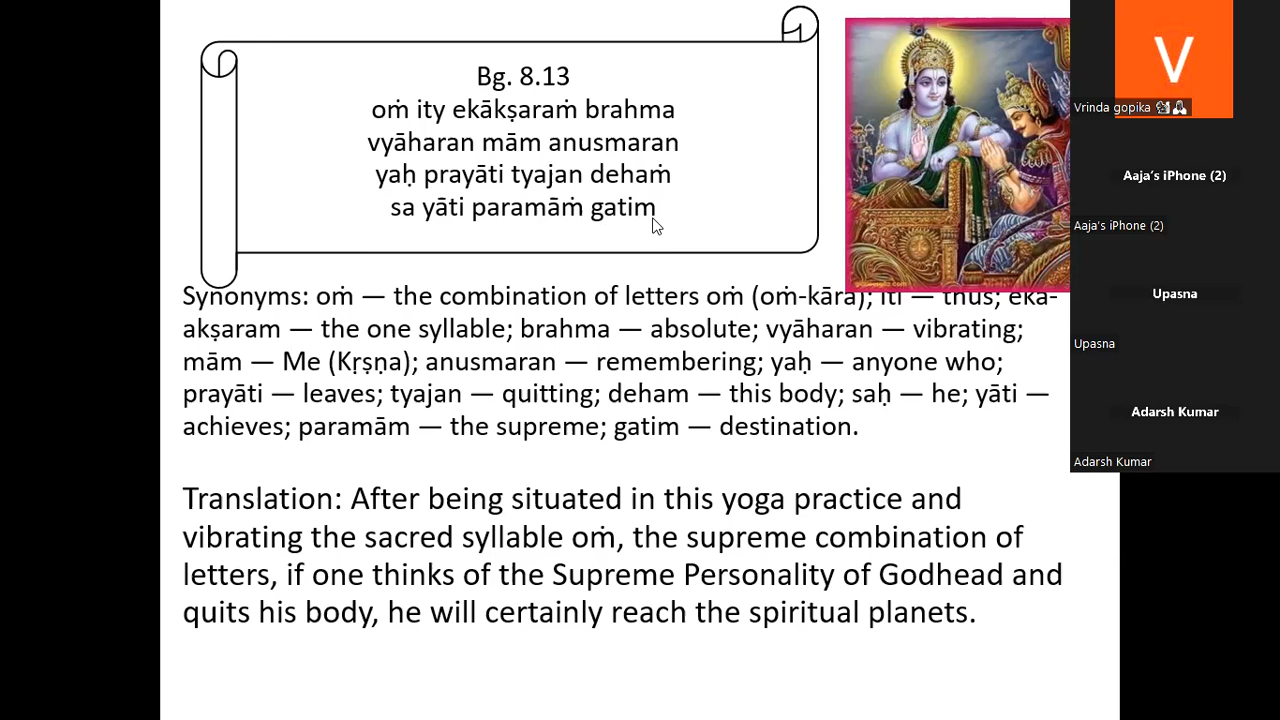 Bg. 8.13
oṁ ity ekākṣaraṁ brahma
vyāharan mām anusmaran
yaḥ prayāti tyajan dehaṁ
sa yāti paramāṁ gatim
Synonyms: oṁ — the combination of letters oṁ (oṁ-kāra); iti — thus; eka-
akṣaram — the one syllable; brahma — absolute; vyāharan — vibrating;
mām — Me (Kṛṣṇa); anusmaran — remembering; yaḥ — anyone who;
prayāti — leaves; tyajan — quitting; deham — this body; saḥ — he; yāti —
achieves; paramām — the supreme; gatim — destination.
Translation: After being situated in this yoga practice and
vibrating the sacred syllable oṁ, the supreme combination of
letters, if one thinks of the Supreme Personality of Godhead and
quits his body, he will certainly reach the spiritual planets.
V
Vrinda gopika
Aaja's iPhone (2)
Aaja's iPhone (2)
Upasna
Upasna
Adarsh Kumar
Adarsh Kumar